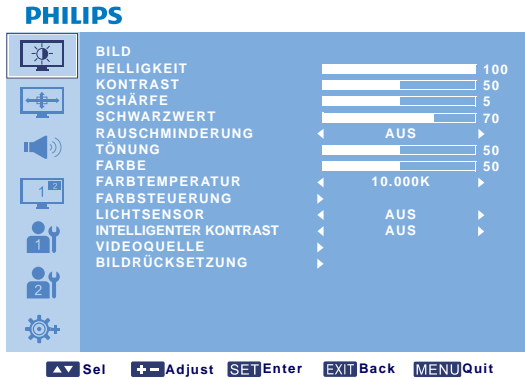 PHILIPS
BILD
HELLIGKEIT 100
KONTRAST 50
SCHÄRFE 5
SCHWARZWERT 70
RAUSCHMINDERUNG AUS
TÖNUNG 50
FARBE 50
FARBTEMPERATUR 10.000K
FARBSTEUERUNG
LICHTSENSOR AUS
INTELLIGENTER KONTRAST AUS
VIDEOQUELLE
BILDRÜCKSETZUNG
1 2
1
2
Sel Adjust SET Enter EXIT Back MENU Quit